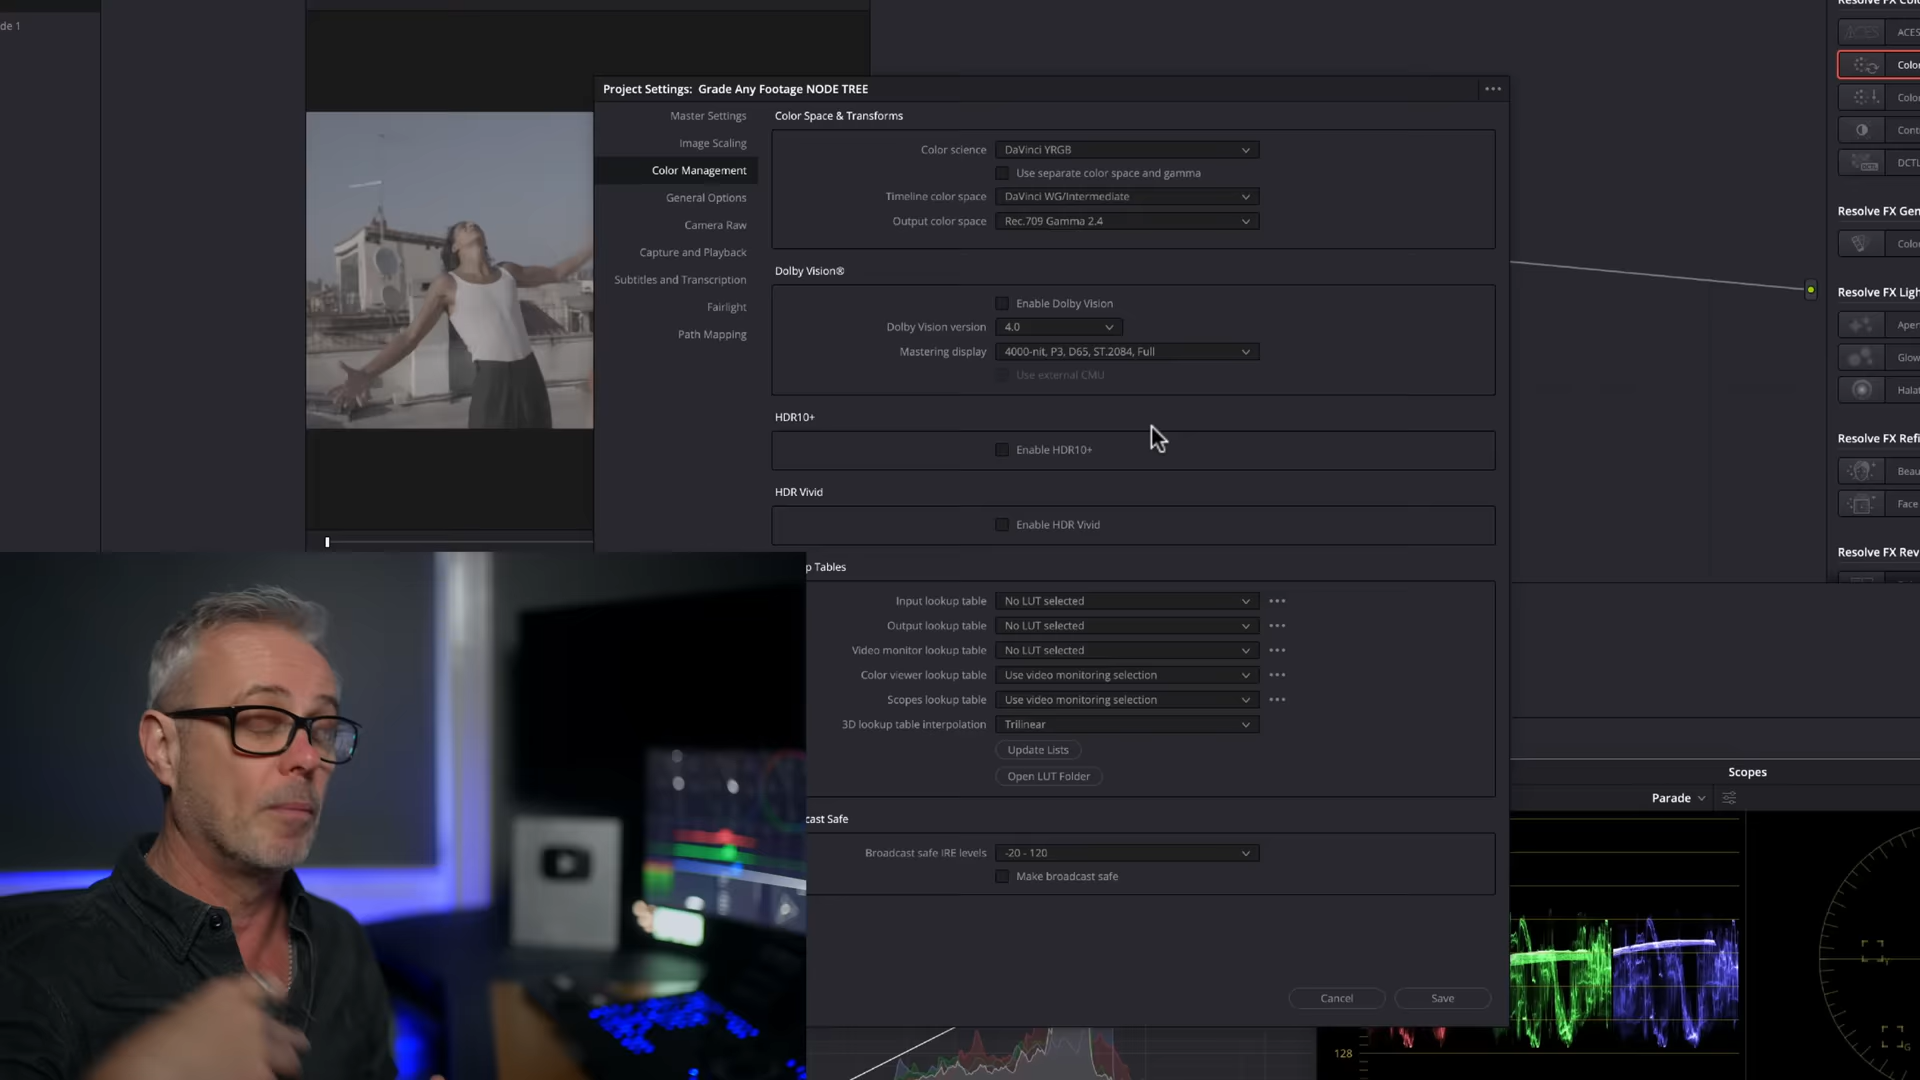 de 1
Project Settings: Grade Any Footage NODE TREE
Master Settings
Image Scaling
Color Management
General Options
Camera Raw
Capture and Playback
Subtitles and Transcription
Fairlight
Path Mapping
Color Space & Transforms
Color science DaVinci YRGB
Use separate color space and gamma
Timeline color space DaVinci WG/Intermediate
Output color space Rec.709 Gamma 2.4
Dolby Vision®
Enable Dolby Vision
Dolby Vision version 4.0
Mastering display 4000-nit, P3, D65, ST.2084, Full
Use external CMU
HDR10+
Enable HDR10+
HDR Vivid
Enable HDR Vivid
p Tables
Input lookup table No LUT selected
Output lookup table No LUT selected
Video monitor lookup table No LUT selected
Color viewer lookup table Use video monitoring selection
Scopes lookup table Use video monitoring selection
3D lookup table interpolation Trilinear
Update Lists
Open LUT Folder
cast Safe
Broadcast safe IRE levels -20 - 120
Make broadcast safe
Cancel
Save
ACES
Colo
Colo
Cont
DCTL
Resolve FX Gen
Colo
Resolve FX Ligh
Aper
Glow
Halat
Resolve FX Refi
Beau
Face
Resolve FX Rev
Scopes
Parade
128